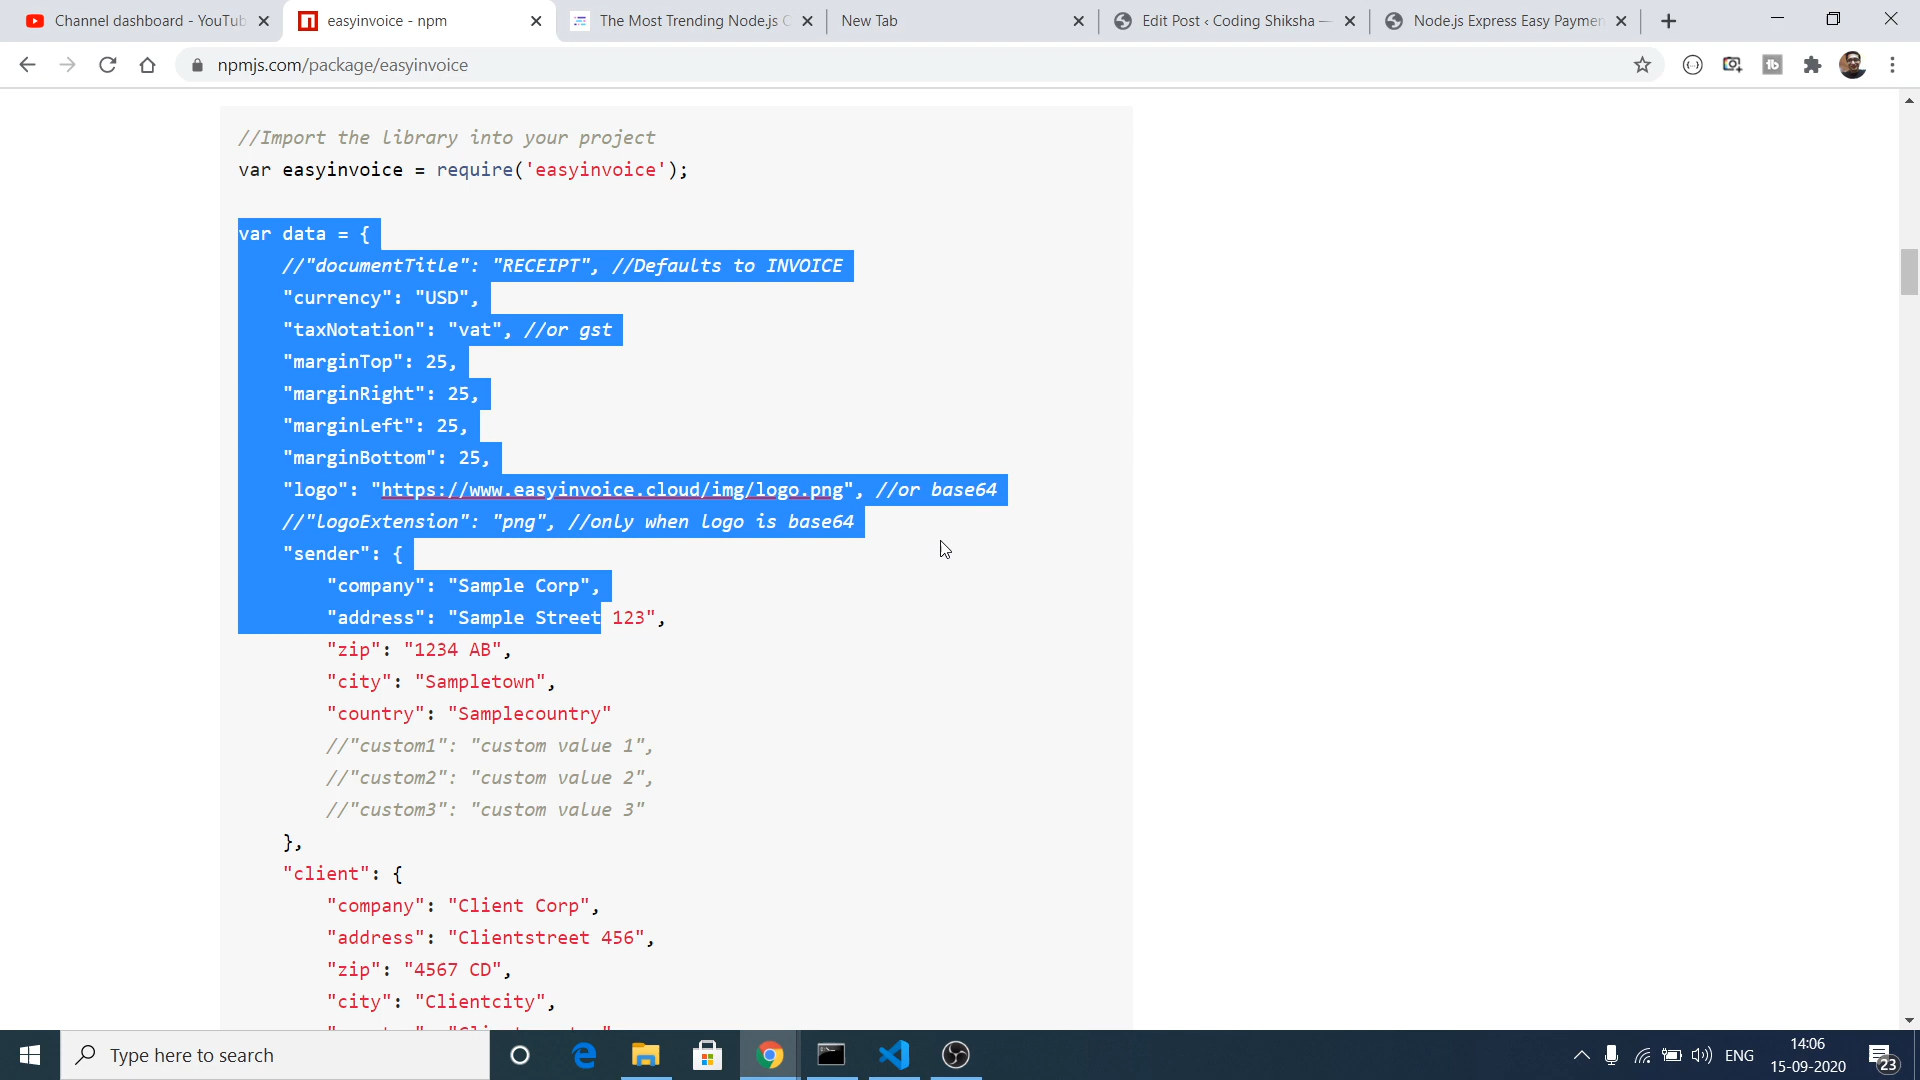 Channel dashboard - YouTub
easyinvoice - npm
The Most Trending Node.js C
New Tab
Edit Post ‹ Coding Shiksha —
Node.js Express Easy Paymen
npmjs.com/package/easyinvoice
//Import the library into your project
var easyinvoice = require('easyinvoice');
var data = {
//"documentTitle": "RECEIPT", //Defaults to INVOICE
"currency": "USD",
"taxNotation": "vat", //or gst
"marginTop": 25,
"marginRight": 25,
"marginLeft": 25,
"marginBottom": 25,
"logo": "https://www.easyinvoice.cloud/img/logo.png", //or base64
//"logoExtension": "png", //only when logo is base64
"sender": {
"company": "Sample Corp",
"address": "Sample Street 123",
"zip": "1234 AB",
"city": "Sampletown",
"country": "Samplecountry"
//"custom1": "custom value 1",
//"custom2": "custom value 2",
//"custom3": "custom value 3"
},
"client": {
"company": "Client Corp",
"address": "Clientstreet 456",
"zip": "4567 CD",
"city": "Clientcity",
Type here to search
ENG
14:06
15-09-2020
23